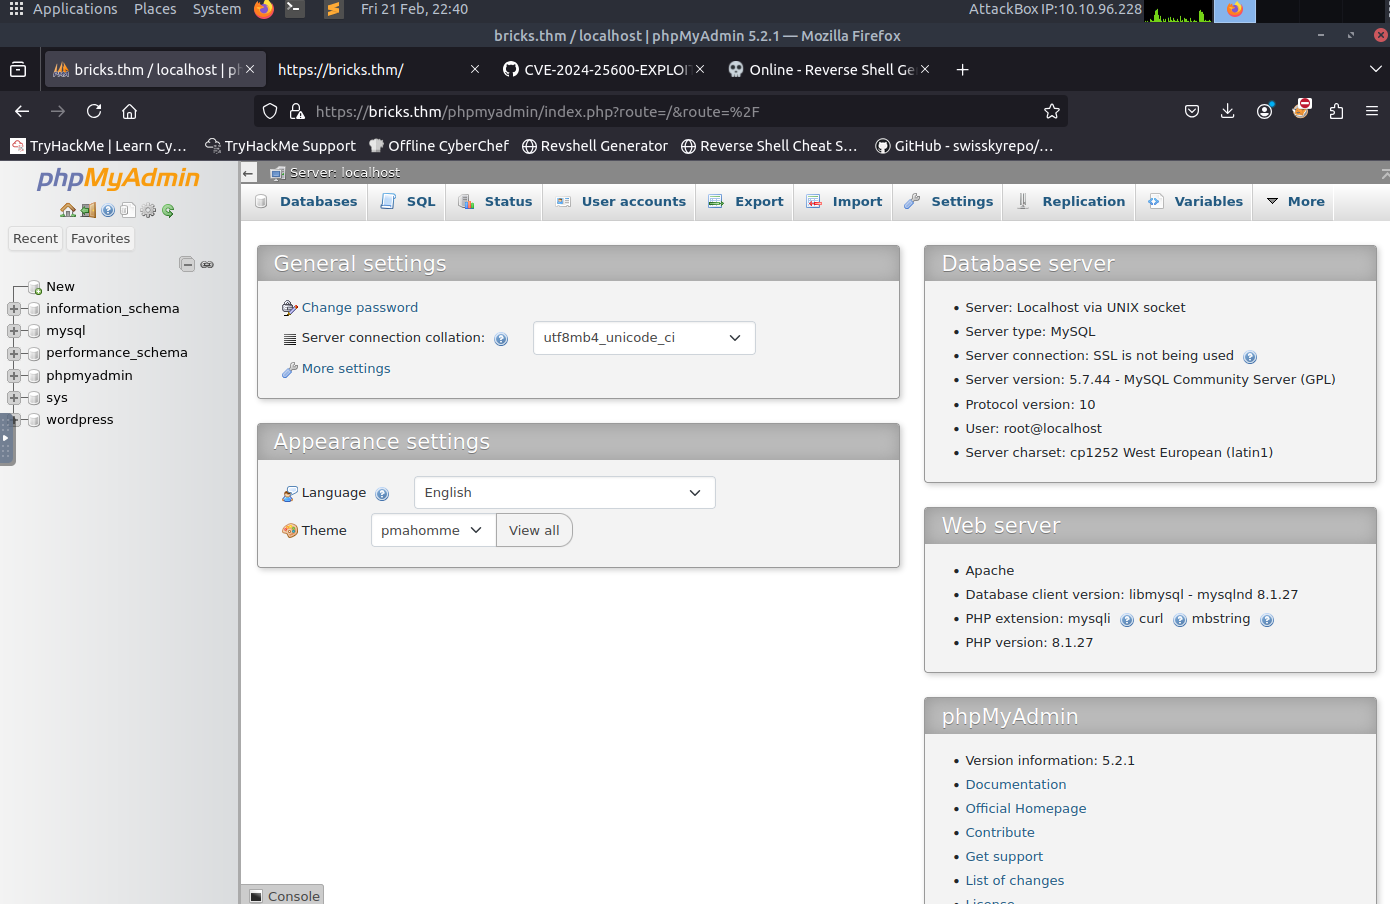 Applications Places System Fri 21 Feb, 22:40 AttackBox IP:10.10.96.228
bricks.thm / localhost | phpMyAdmin 5.2.1 — Mozilla Firefox
bricks.thm / localhost | ph https://bricks.thm/ CVE-2024-25600-EXPLOI Online - Reverse Shell Ge
https://bricks.thm/phpmyadmin/index.php?route=/&route=%2F
TryHackMe | Learn Cy… TryHackMe Support Offline CyberChef Revshell Generator Reverse Shell Cheat S… GitHub - swisskyrepo/…
phpMyAdmin
Recent Favorites
New
information_schema
mysql
performance_schema
phpmyadmin
sys
wordpress
Server: localhost
Databases SQL Status User accounts Export Import Settings Replication Variables More
General settings
Change password
Server connection collation: utf8mb4_unicode_ci
More settings
Appearance settings
Language English
Theme pmahomme View all
Database server
• Server: Localhost via UNIX socket
• Server type: MySQL
• Server connection: SSL is not being used
• Server version: 5.7.44 - MySQL Community Server (GPL)
• Protocol version: 10
• User: root@localhost
• Server charset: cp1252 West European (latin1)
Web server
• Apache
• Database client version: libmysql - mysqlnd 8.1.27
• PHP extension: mysqli curl mbstring
• PHP version: 8.1.27
phpMyAdmin
• Version information: 5.2.1
• Documentation
• Official Homepage
• Contribute
• Get support
• List of changes
• License
Console